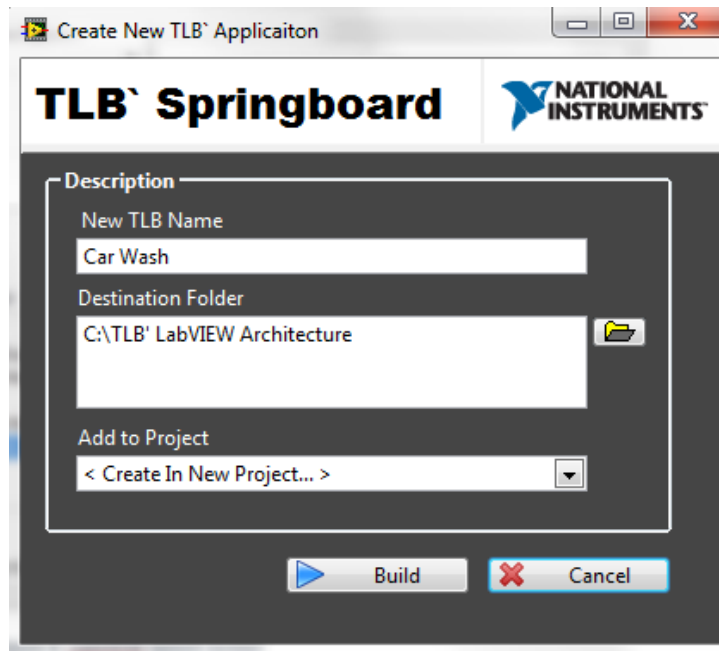 Create New TLB` Applicaiton
TLB` Springboard
NATIONAL
INSTRUMENTS
Description
New TLB Name
Car Wash
Destination Folder
C:\TLB' LabVIEW Architecture
Add to Project
< Create In New Project... >
Build
Cancel